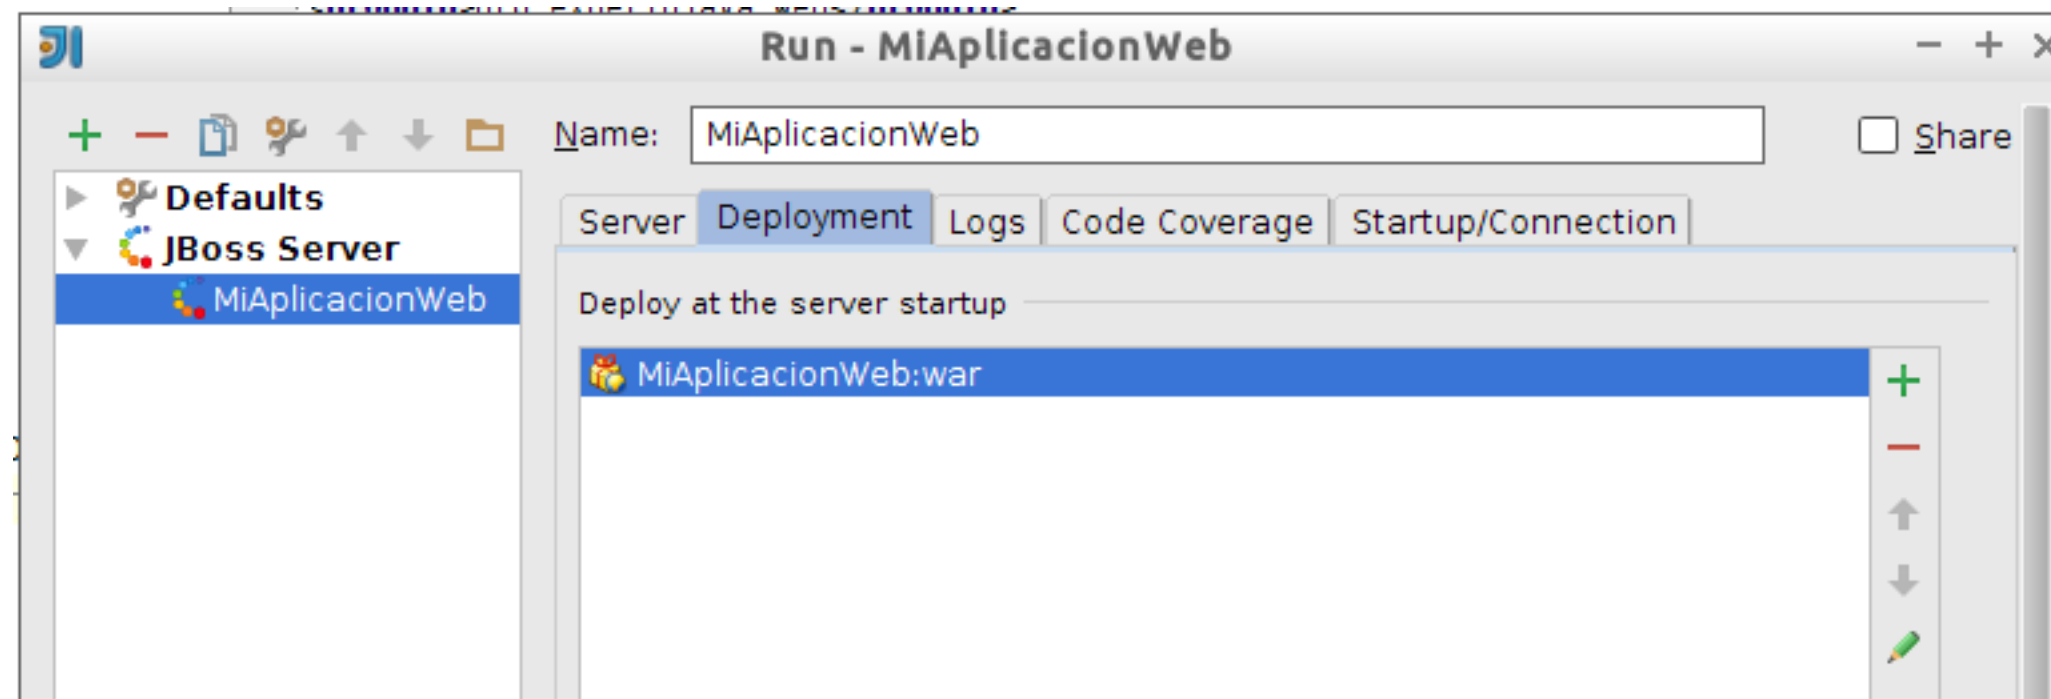 Run - MiAplicacionWeb
Name: MiAplicacionWeb Share
Defaults
JBoss Server
MiAplicacionWeb
Server Deployment Logs Code Coverage Startup/Connection
Deploy at the server startup
MiAplicacionWeb:war